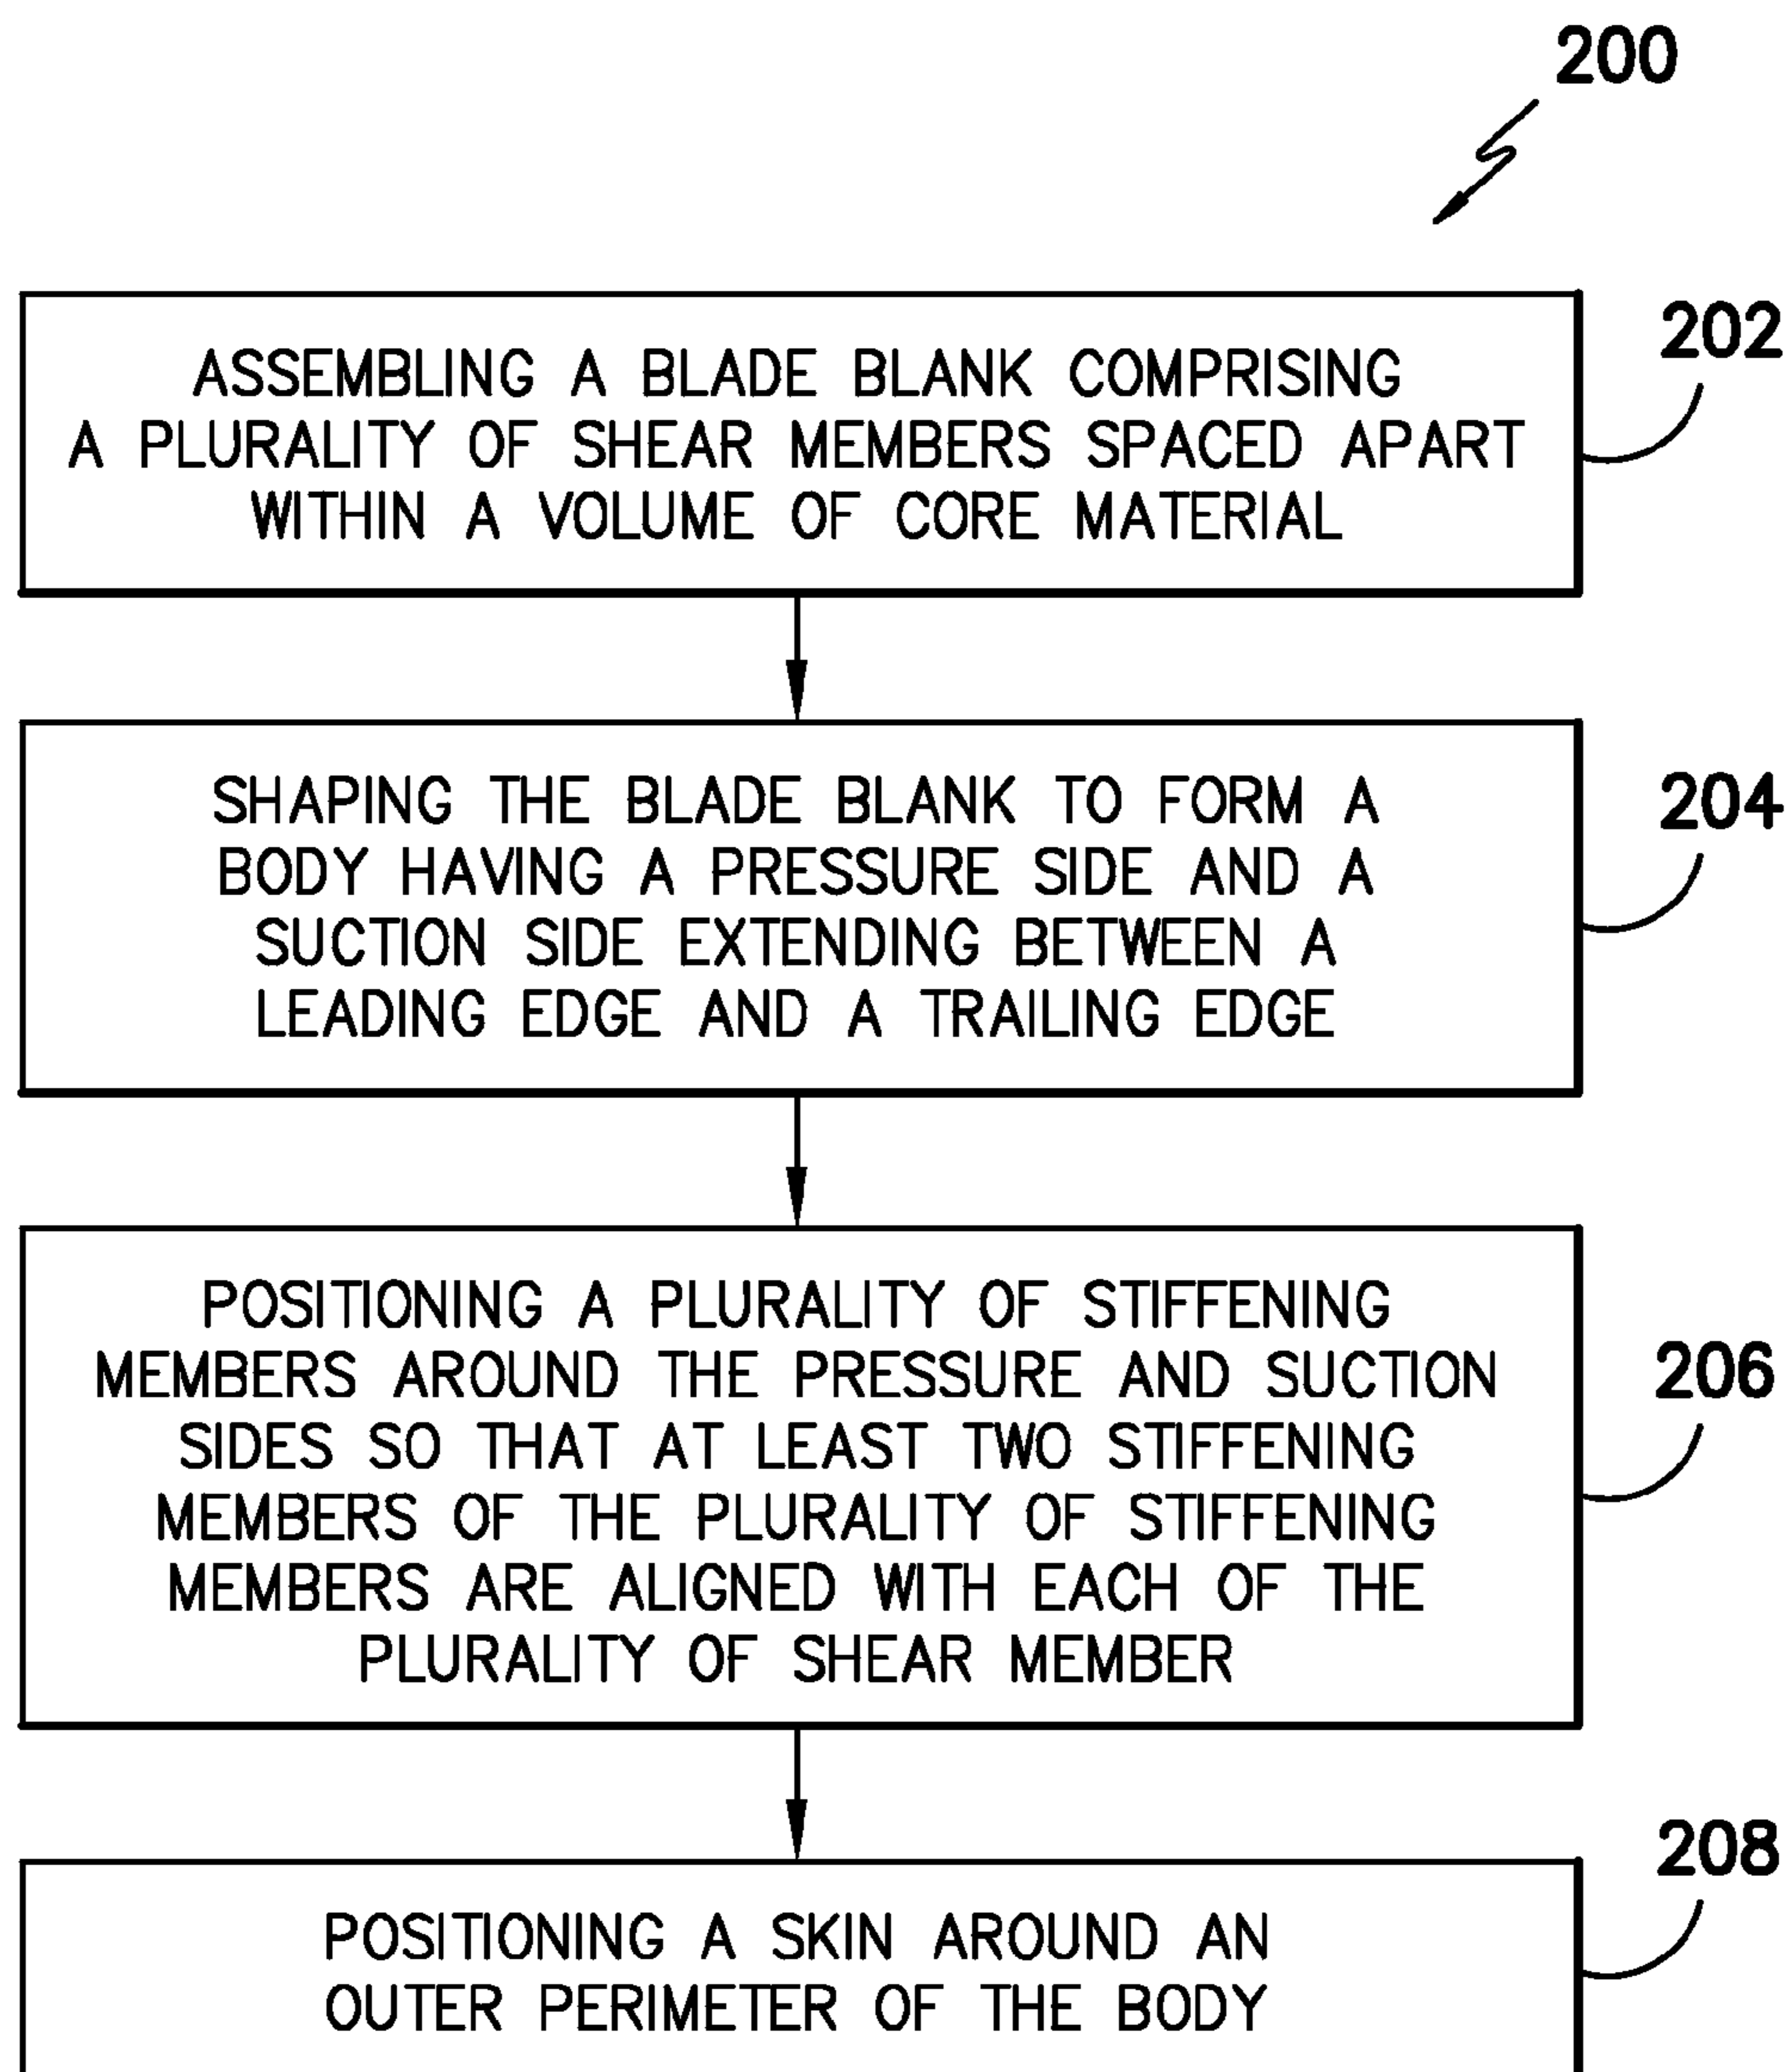 200
202
ASSEMBLING A BLADE BLANK COMPRISING
A PLURALITY OF SHEAR MEMBERS SPACED APART
WITHIN A VOLUME OF CORE MATERIAL
204
SHAPING THE BLADE BLANK TO FORM A
BODY HAVING A PRESSURE SIDE AND A
SUCTION SIDE EXTENDING BETWEEN A
LEADING EDGE AND A TRAILING EDGE
206
POSITIONING A PLURALITY OF STIFFENING
MEMBERS AROUND THE PRESSURE AND SUCTION
SIDES SO THAT AT LEAST TWO STIFFENING
MEMBERS OF THE PLURALITY OF STIFFENING
MEMBERS ARE ALIGNED WITH EACH OF THE
PLURALITY OF SHEAR MEMBER
208
POSITIONING A SKIN AROUND AN
OUTER PERIMETER OF THE BODY